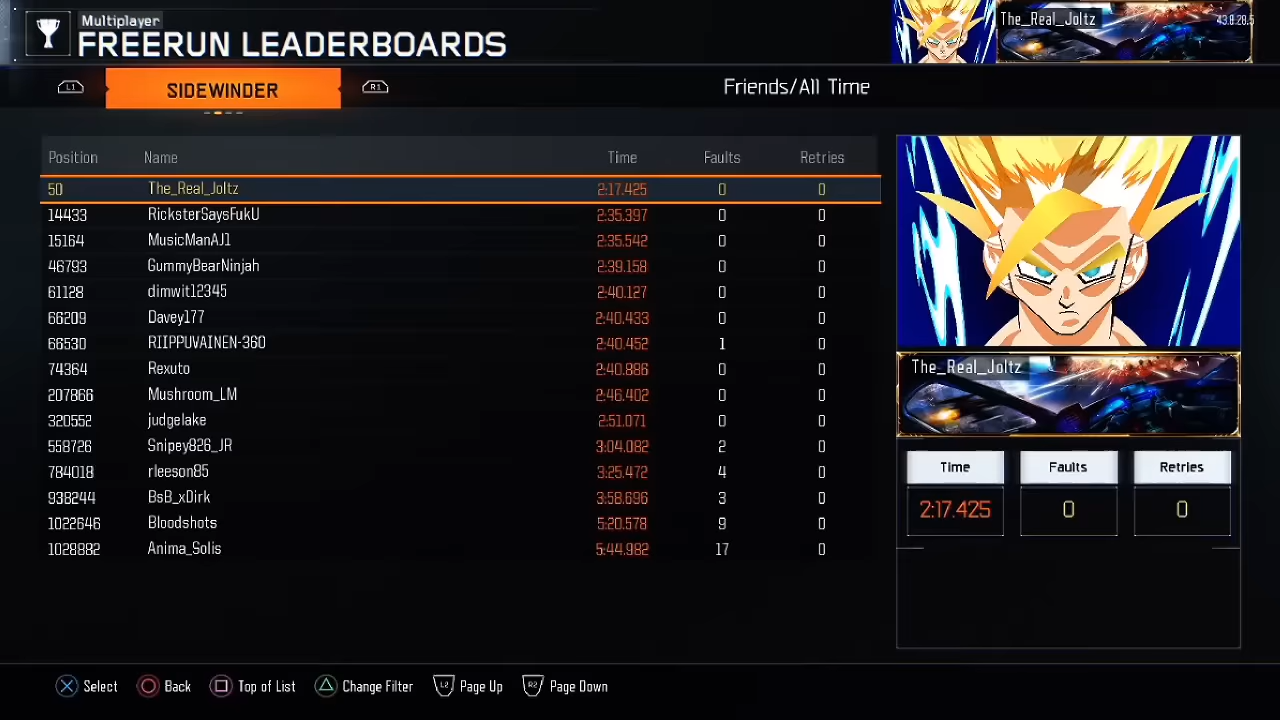 Multiplayer
FREERUN LEADERBOARDS
The_Real_Joltz
43.8.28.5
L1 SIDEWINDER R1
Friends/All Time
Position Name Time Faults Retries
50 The_Real_Joltz 2:17.425 0 0
14433 RicksterSaysFukU 2:35.397 0 0
15164 MusicManAJ1 2:35.542 0 0
46793 GummyBearNinjah 2:39.158 0 0
61128 dimwit12345 2:40.127 0 0
66209 Davey177 2:40.433 0 0
66530 RIIPPUVAINEN-360 2:40.452 1 0
74364 Rexuto 2:40.886 0 0
207866 Mushroom_LM 2:46.402 0 0
320552 judgelake 2:51.071 0 0
558726 Snipey826_JR 3:04.082 2 0
784018 rleeson85 3:25.472 4 0
938244 BsB_xDirk 3:58.696 3 0
1022646 Bloodshots 5:20.578 9 0
1028882 Anima_Solis 5:44.982 17 0
The_Real_Joltz
Time Faults Retries
2:17.425 0 0
Select Back Top of List Change Filter L2 Page Up R2 Page Down